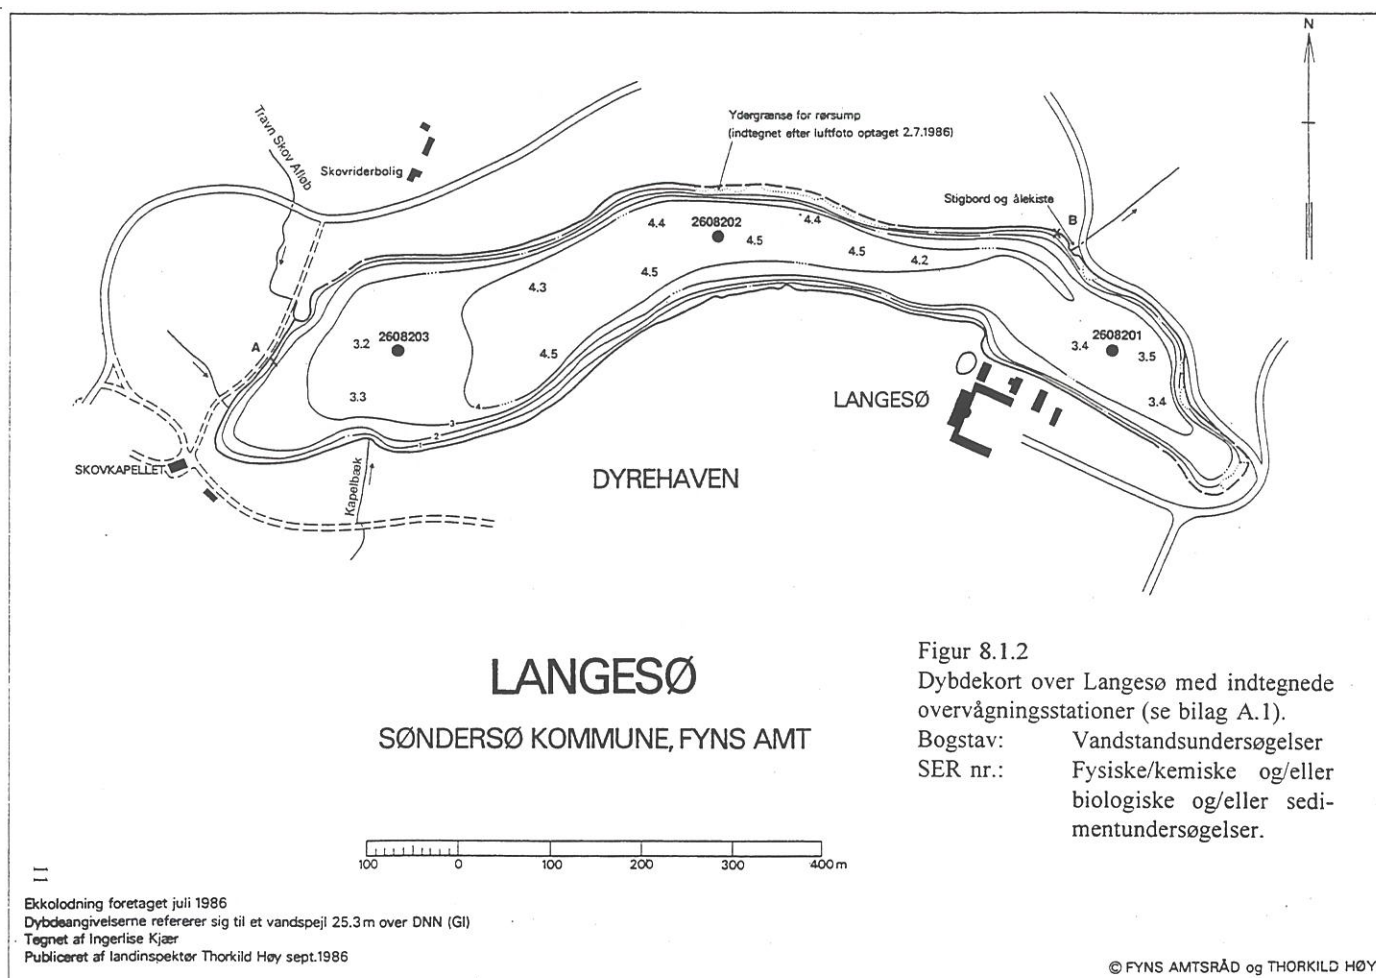 N
Travn Skov Afløb
Skovriderbolig
Ydergrænse for rørsump
(indtegnet efter luftfoto optaget 2.7.1986)
Stigbord og ålekiste
B
4.4
2608202
4.4
4.5
4.5
4.2
4.5
4.3
A
3.2
2608203
4.5
3.3
4
3
2
1
2608201
3.4
3.5
3.4
LANGESØ
SKOVKAPELLET
Kapelbæk
DYREHAVEN
LANGESØ
SØNDERSØ KOMMUNE, FYNS AMT
Figur 8.1.2
Dybdekort over Langesø med indtegnede
overvågningsstationer (se bilag A.1).
Bogstav: Vandstandsundersøgelser
SER nr.: Fysiske/kemiske og/eller
biologiske og/eller sedi-
mentundersøgelser.
100 0 100 200 300 400 m
11
Ekkolodning foretaget juli 1986
Dybdeangivelserne refererer sig til et vandspejl 25.3 m over DNN (GI)
Tegnet af Ingerlise Kjær
Publiceret af landinspektør Thorkild Høy sept.1986
© FYNS AMTSRÅD og THORKILD HØY